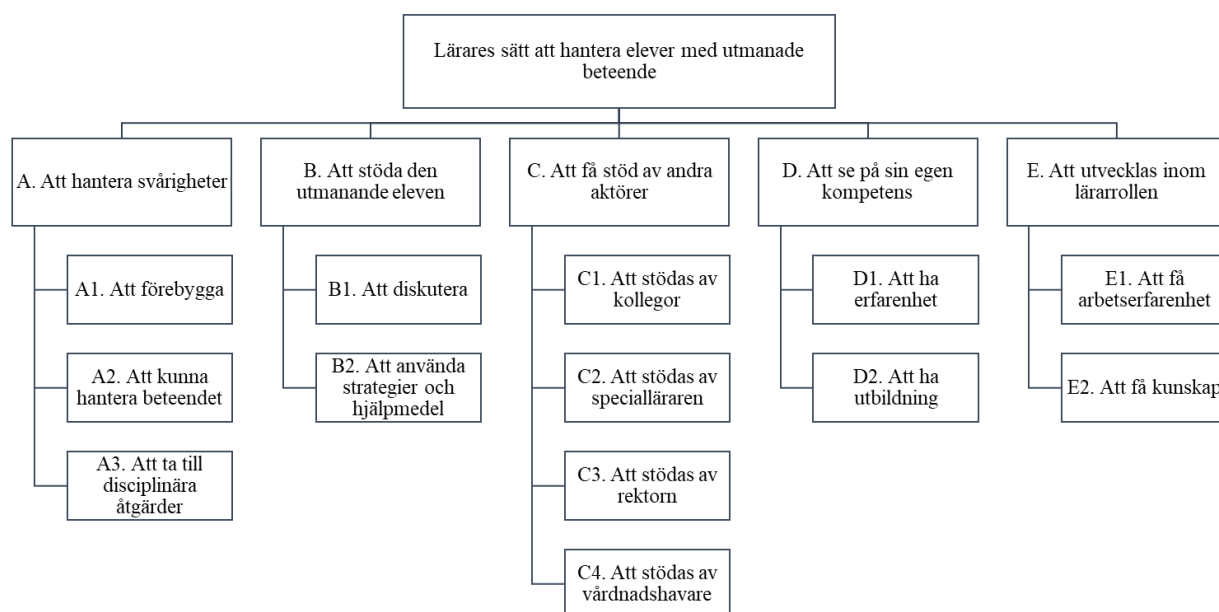 Lärares sätt att hantera elever med utmanade
beteende
A. Att hantera svårigheter
A1. Att förebygga
A2. Att kunna
hantera beteendet
A3. Att ta till
disciplinära
åtgärder
B. Att stöda den
utmanande eleven
B1. Att diskutera
B2. Att använda
strategier och
hjälpmedel
C. Att få stöd av andra
aktörer
C1. Att stödas av
kollegor
C2. Att stödas av
specialläraren
C3. Att stödas av
rektorn
C4. Att stödas av
vårdnadshavare
D. Att se på sin egen
kompetens
D1. Att ha
erfarenhet
D2. Att ha
utbildning
E. Att utvecklas inom
lärarrollen
E1. Att få
arbetserfarenhet
E2. Att få kunskap